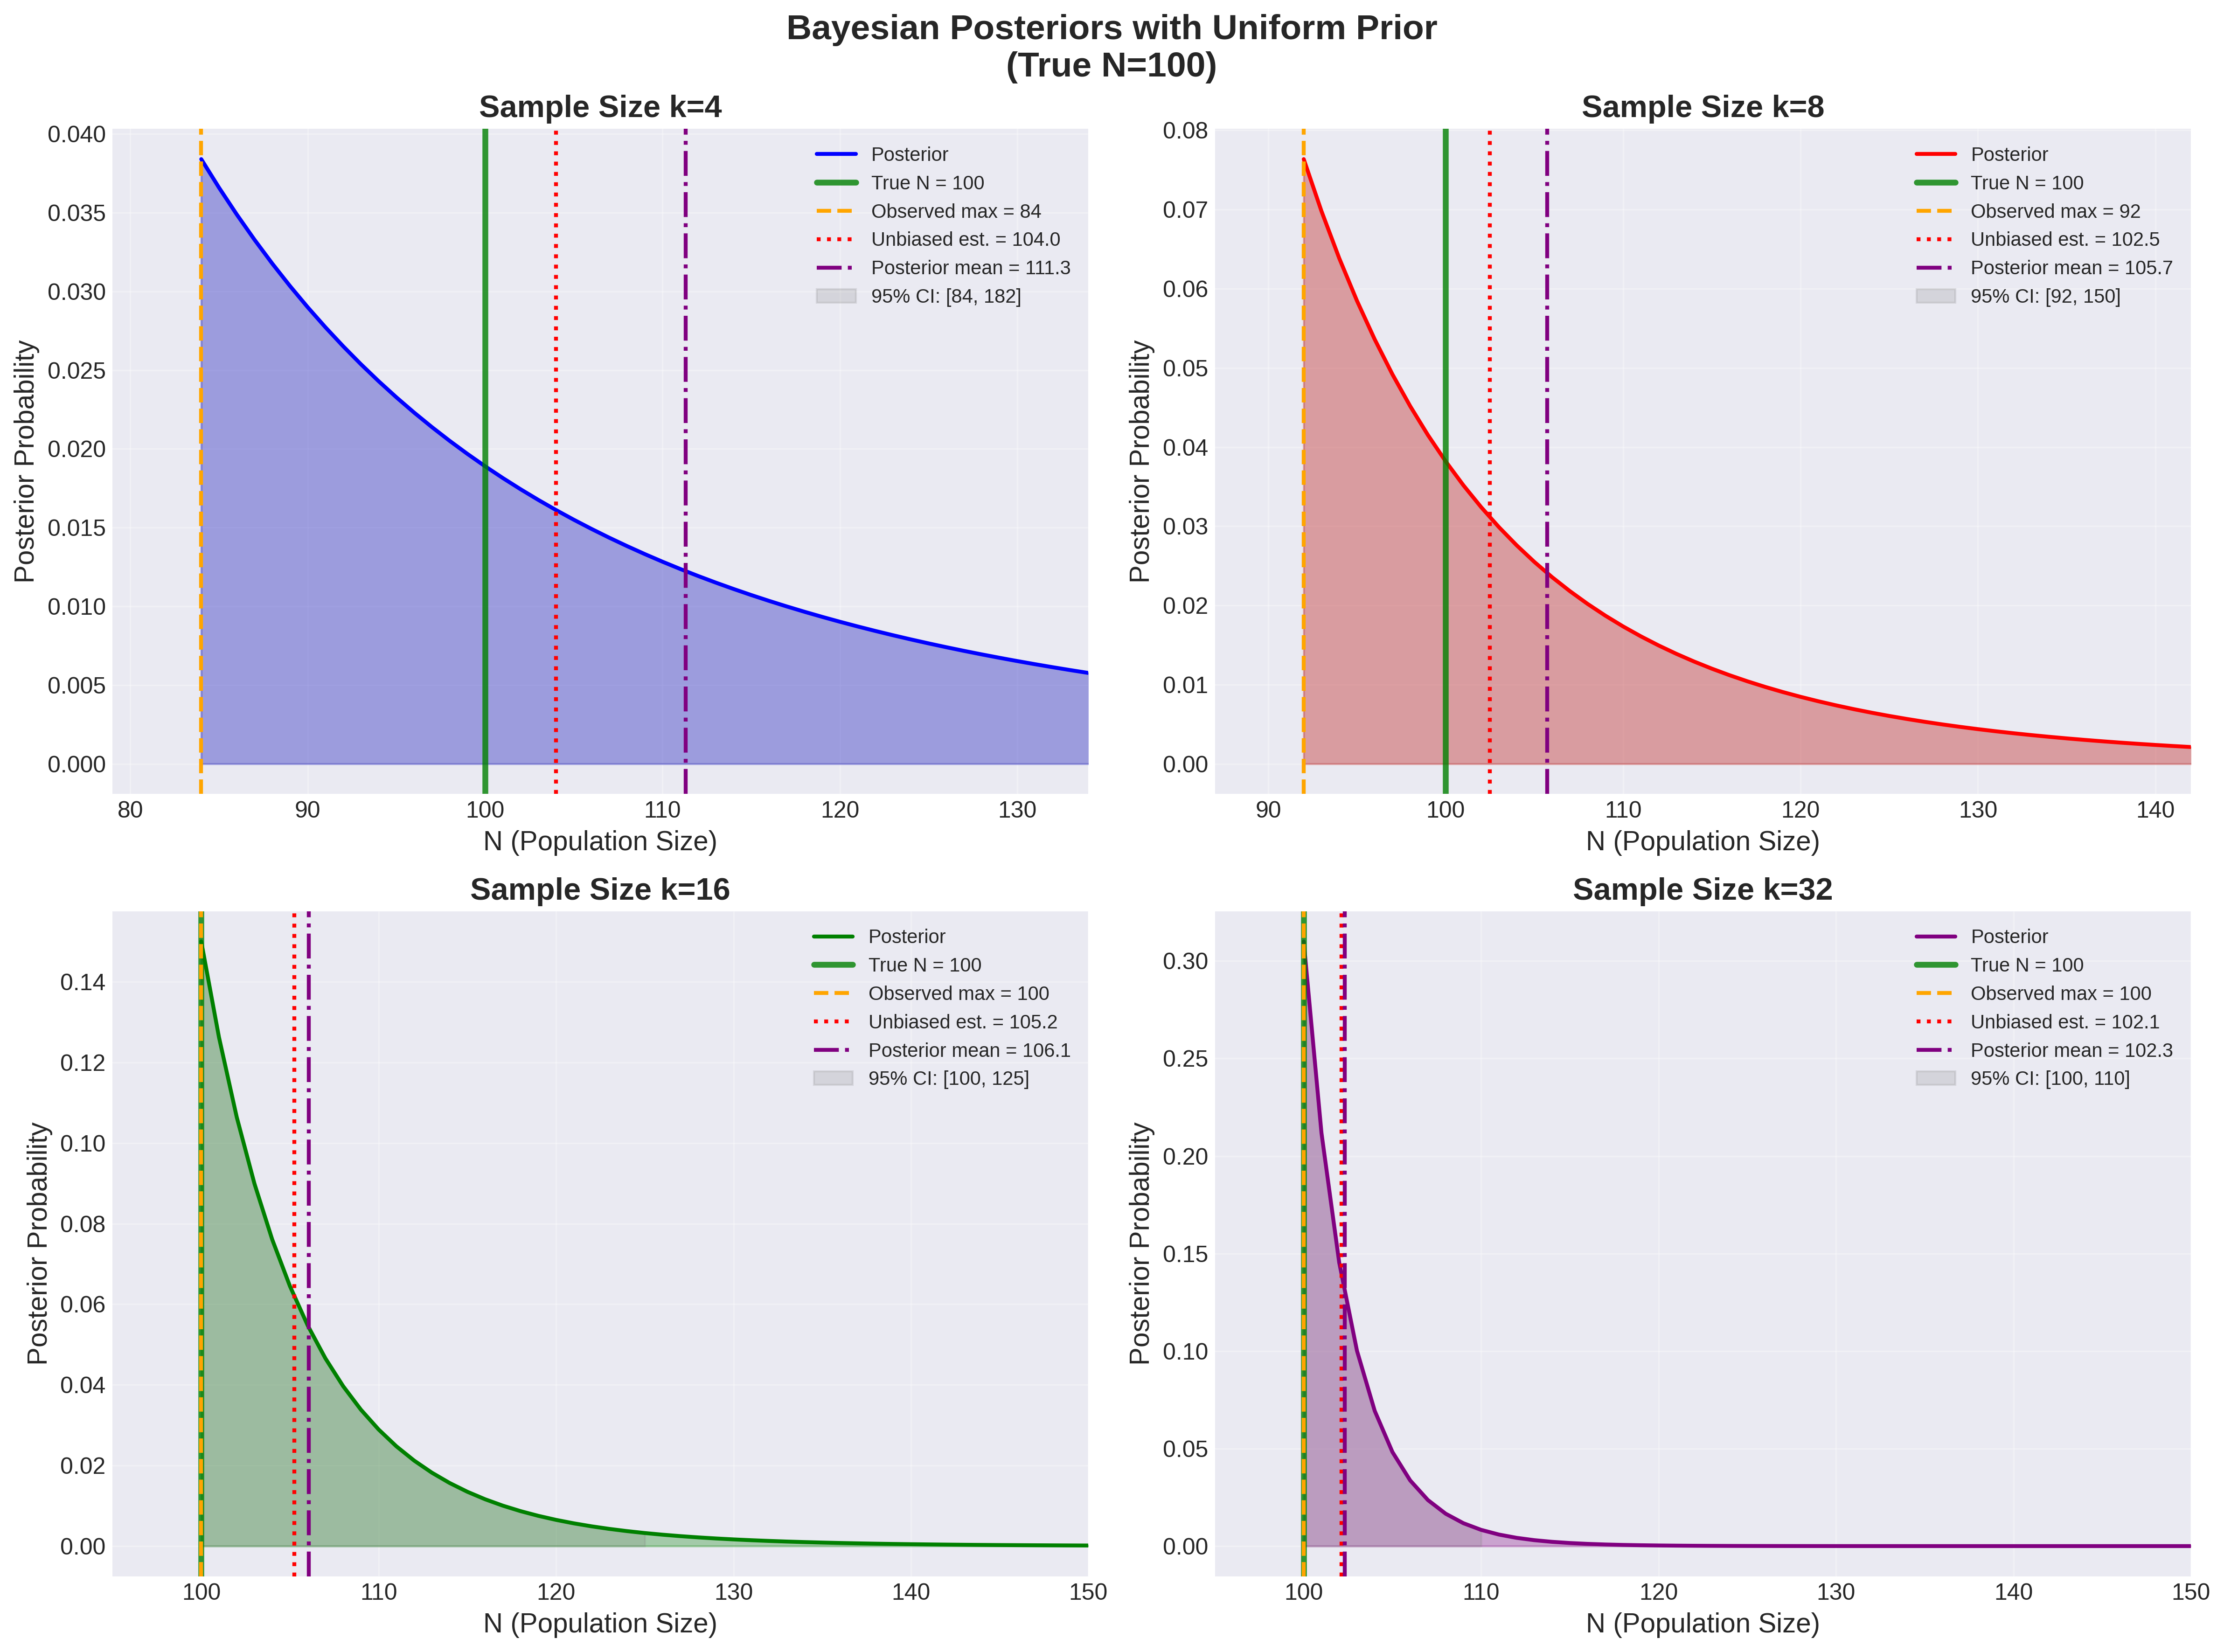 Bayesian Posteriors with Uniform Prior
(True N=100)
Sample Size k=4
Posterior Probability
0.040
0.035
0.030
0.025
0.020
0.015
0.010
0.005
0.000
Posterior
True N = 100
Observed max = 84
Unbiased est. = 104.0
Posterior mean = 111.3
95% CI: [84, 182]
80 90 100 110 120 130
N (Population Size)
Sample Size k=8
Posterior Probability
0.08
0.07
0.06
0.05
0.04
0.03
0.02
0.01
0.00
Posterior
True N = 100
Observed max = 92
Unbiased est. = 102.5
Posterior mean = 105.7
95% CI: [92, 150]
90 100 110 120 130 140
N (Population Size)
Sample Size k=16
Posterior Probability
0.14
0.12
0.10
0.08
0.06
0.04
0.02
0.00
Posterior
True N = 100
Observed max = 100
Unbiased est. = 105.2
Posterior mean = 106.1
95% CI: [100, 125]
100 110 120 130 140 150
N (Population Size)
Sample Size k=32
Posterior Probability
0.30
0.25
0.20
0.15
0.10
0.05
0.00
Posterior
True N = 100
Observed max = 100
Unbiased est. = 102.1
Posterior mean = 102.3
95% CI: [100, 110]
100 110 120 130 140 150
N (Population Size)